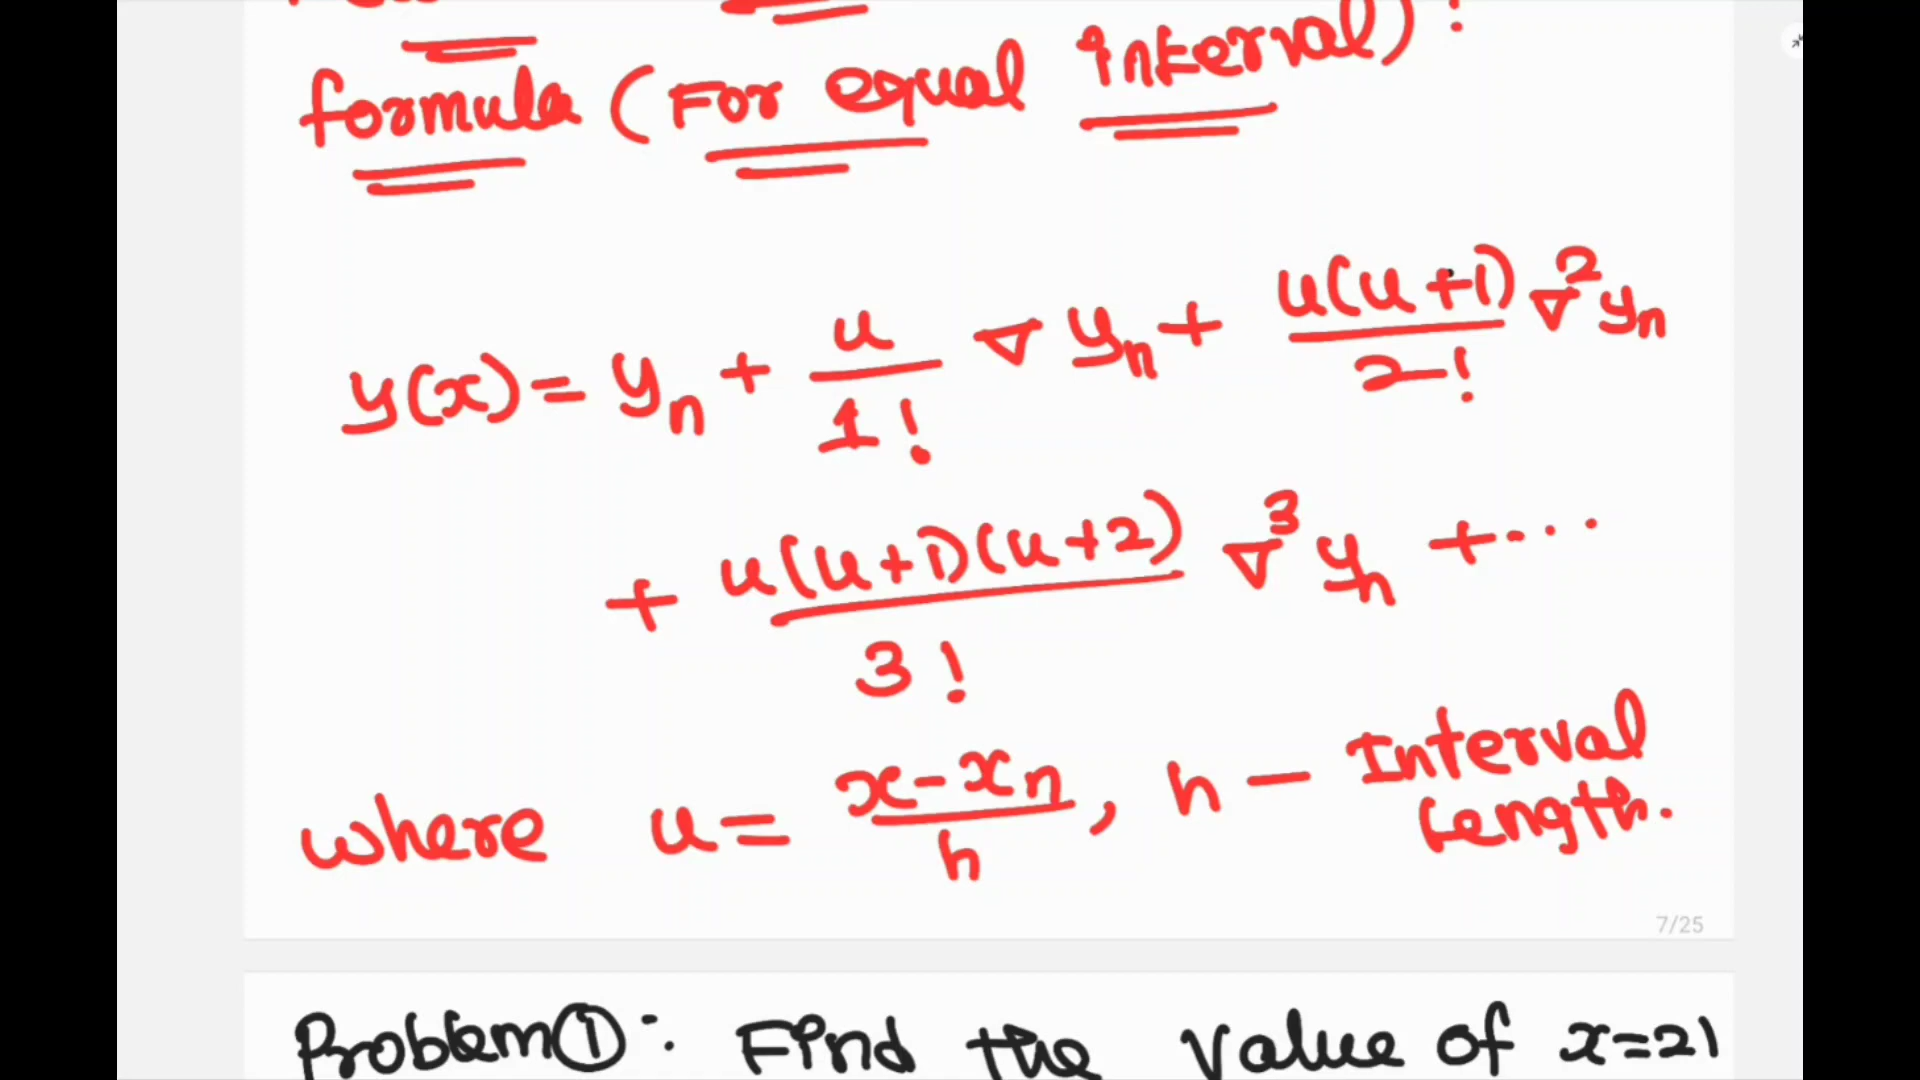 formula (For equal interval):
y(x) = yₙ + u/1! ∇yₙ + u(u+1)/2! ∇²yₙ
+ u(u+1)(u+2)/3! ∇³yₙ + ...
where u = x-xₙ/h, h - Interval
Length.
7/25
Problem①: Find the value of x=21